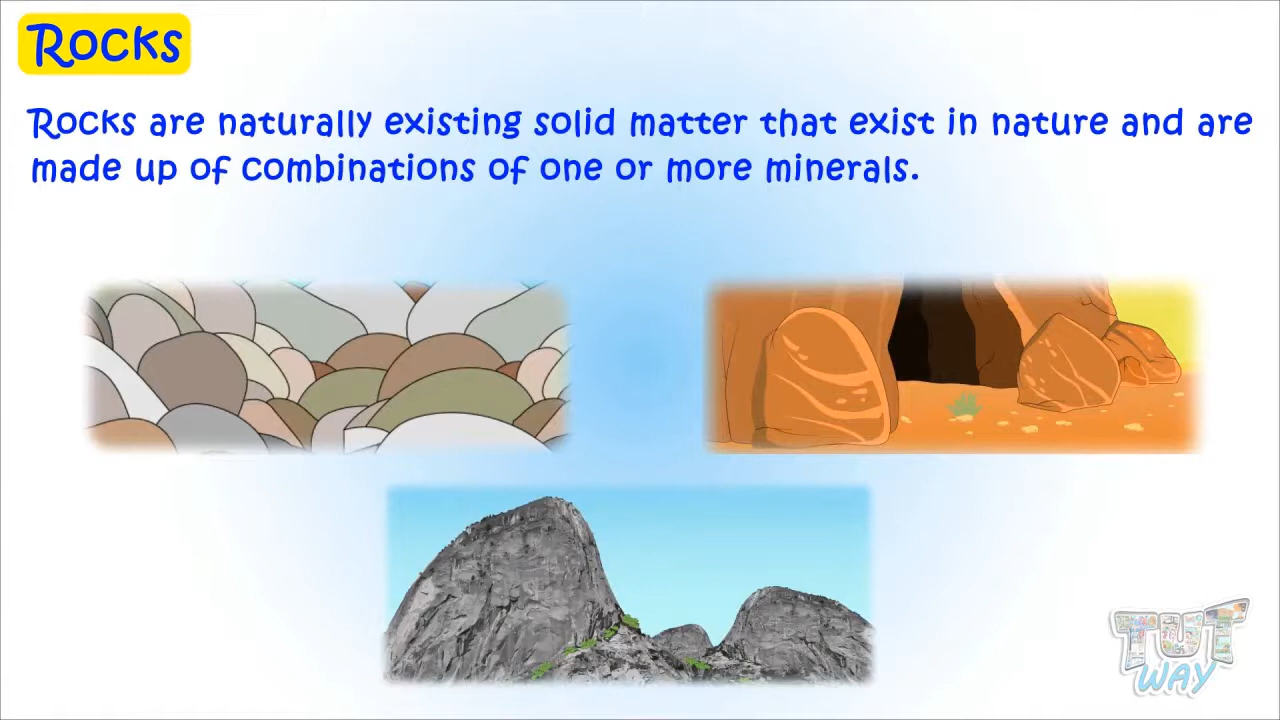 Rocks
Rocks are naturally existing solid matter that exist in nature and are
made up of combinations of one or more minerals.
TUT
WAY